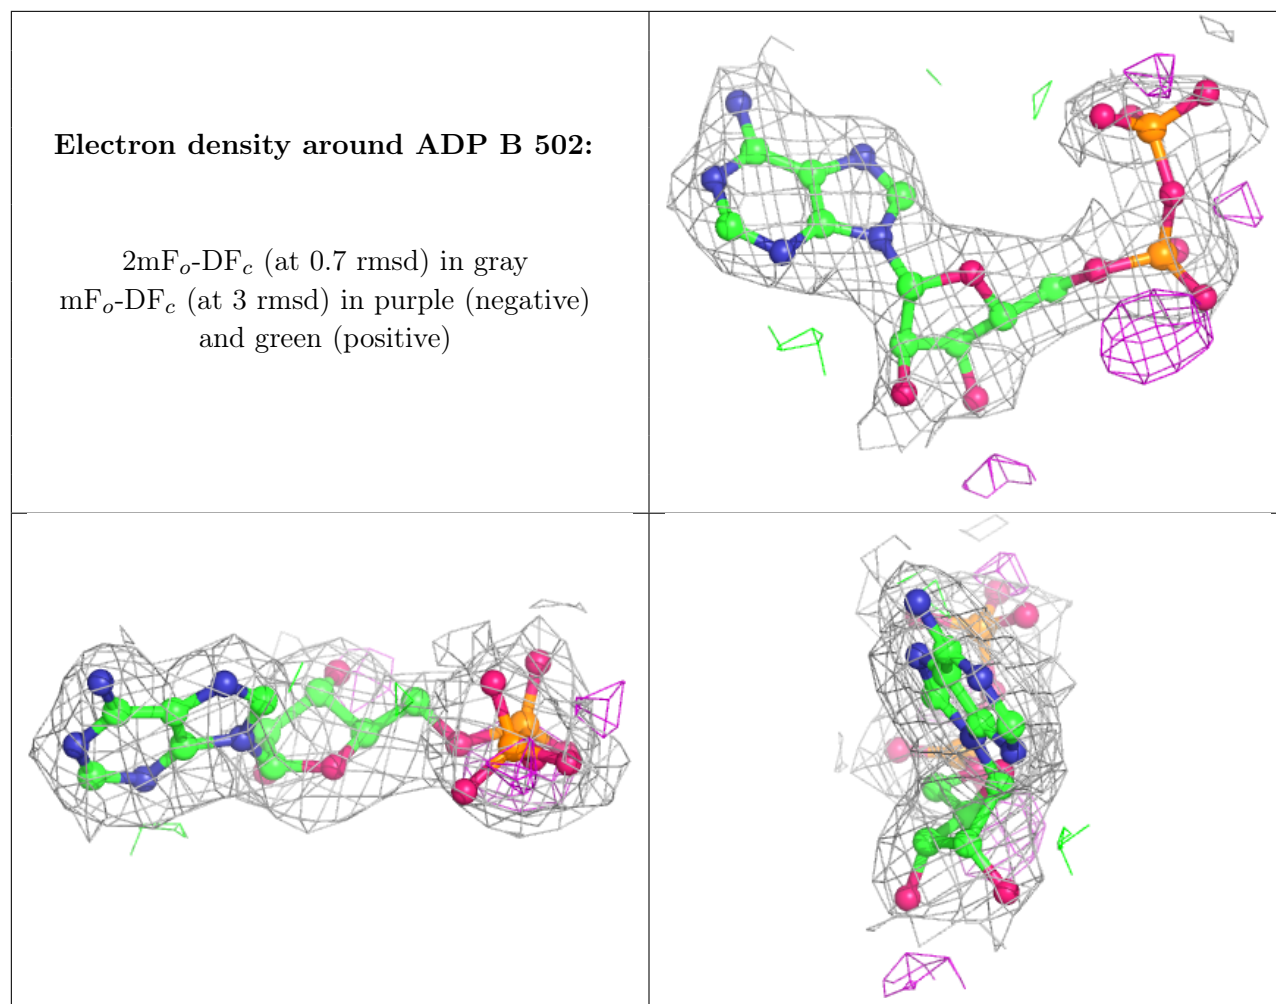 Electron density around ADP B 502:
2mFo-DFc (at 0.7 rmsd) in gray
mFo-DFc (at 3 rmsd) in purple (negative)
and green (positive)